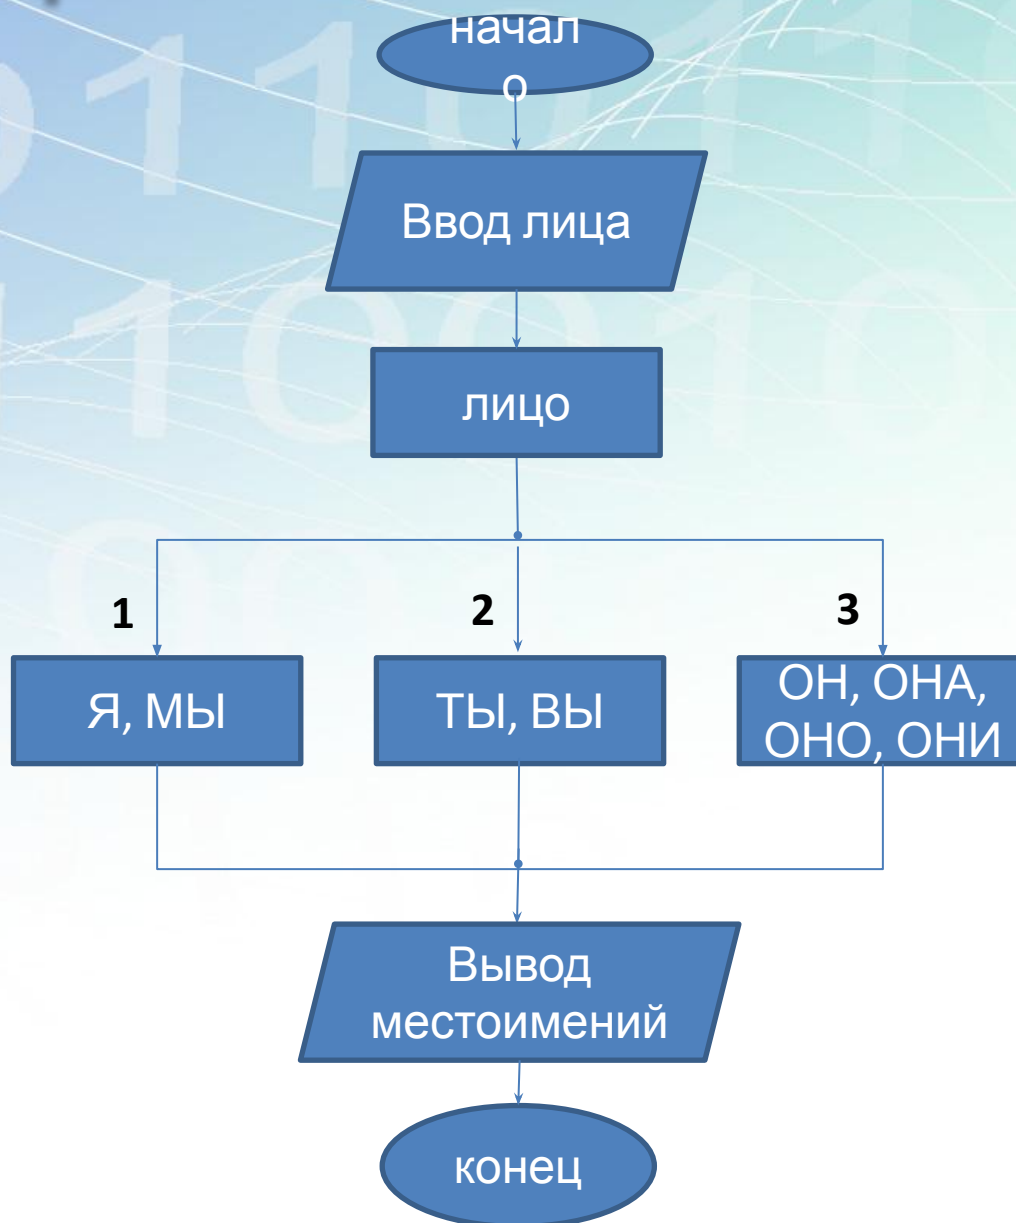 начал
о
Ввод лица
лицо
1
2
3
Я, МЫ
ТЫ, ВЫ
ОН, ОНА,
ОНО, ОНИ
Вывод
местоимений
конец